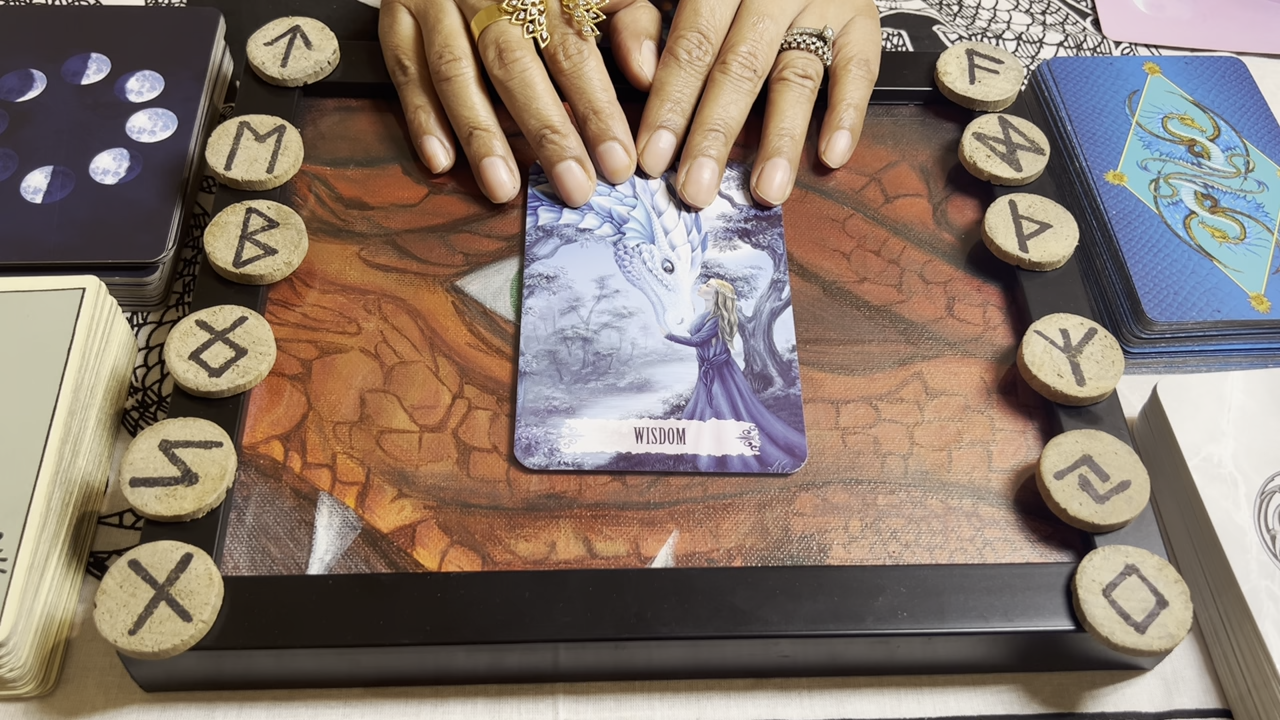 ᛏ
ᛖ
ᛒ
ᛊ
ᚷ
WISDOM
ᚨ
ᛞ
ᚦ
ᛉ
ᛃ
ᛜ